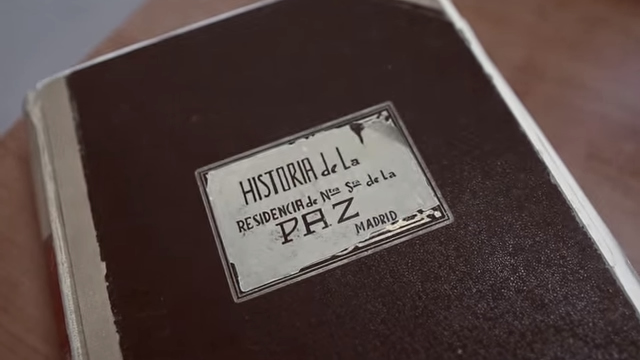 HISTORIA de La
RESIDENCIA de Ntra Sra de La
PAZ
MADRID